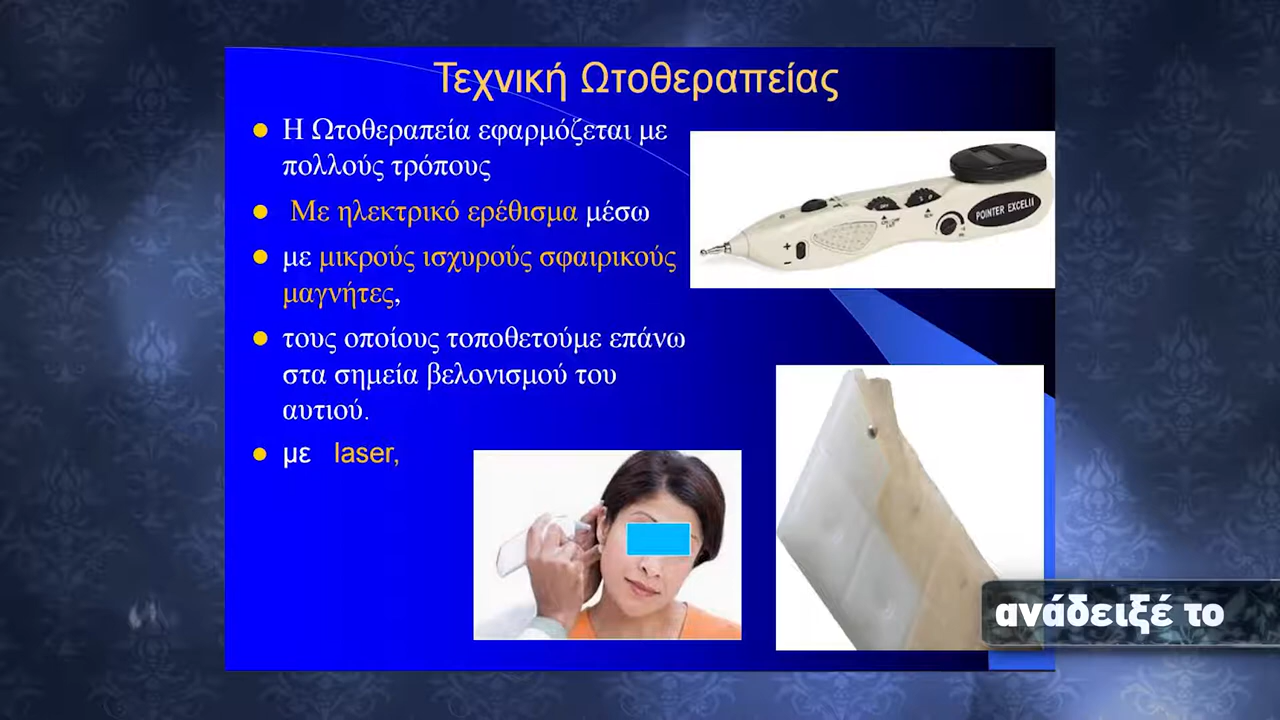 Τεχνική Ωτοθεραπείας
Η Ωτοθεραπεία εφαρμόζεται με
πολλούς τρόπους
Με ηλεκτρικό ερέθισμα μέσω
με μικρούς ισχυρούς σφαιρικούς
μαγνήτες,
τους οποίους τοποθετούμε επάνω
στα σημεία βελονισμού του
αυτιού.
με laser,
POINTER EXCEL II
+
-
ανάδειξέ το